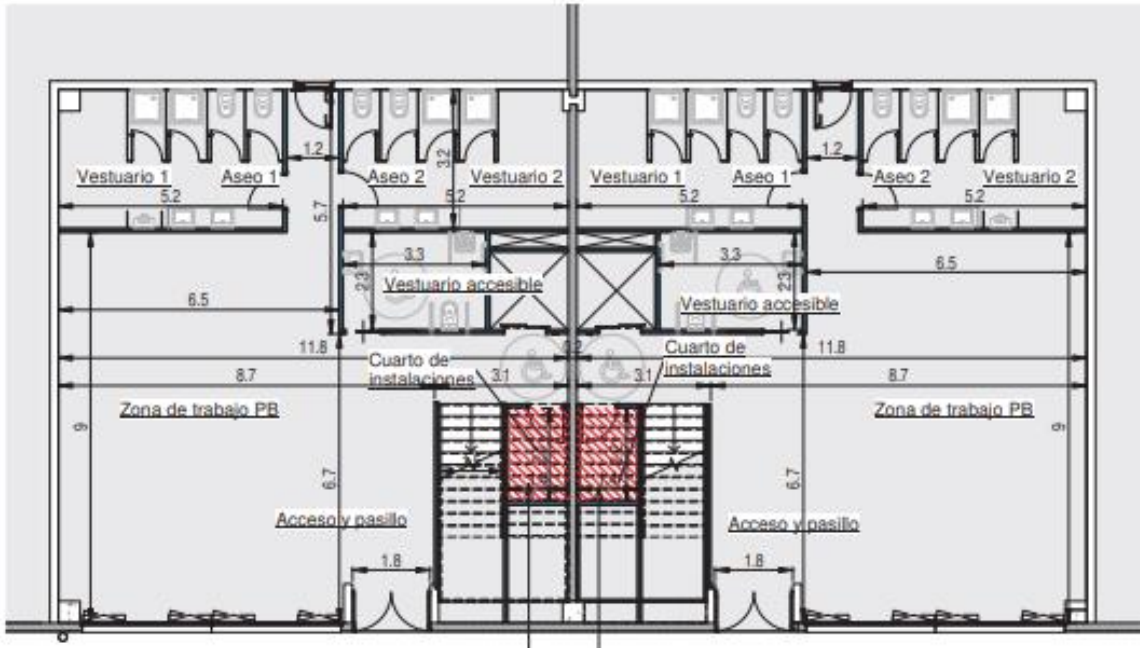 1.2
3.2
1.2
Vestuario 1
Aseo 1
Aseo 2
Vestuario 2
Vestuario 1
Aseo 1
Aseo 2
Vestuario 2
5.2
5.2
5.2
5.2
5.7
3.3
3.3
2.3
Vestuario accesible
2.3
Vestuario accesible
6.5
6.5
11.8
11.8
Cuarto de
instalaciones
Cuarto de
instalaciones
8.7
3.1
3.1
8.7
Zona de trabajo PB
Zona de trabajo PB
9
9
6.7
6.7
Acceso y pasillo
Acceso y pasillo
1.8
1.8